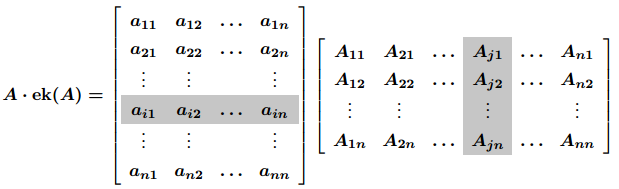 A · ek(A) =
a11 a12 … a1n
a21 a22 … a2n
⋮ ⋮ ⋮
ai1 ai2 … ain
⋮ ⋮ ⋮
an1 an2 … ann
A11 A21 … Aj1 … An1
A12 A22 … Aj2 … An2
⋮ ⋮ ⋮ ⋮
A1n A2n … Ajn … Ann